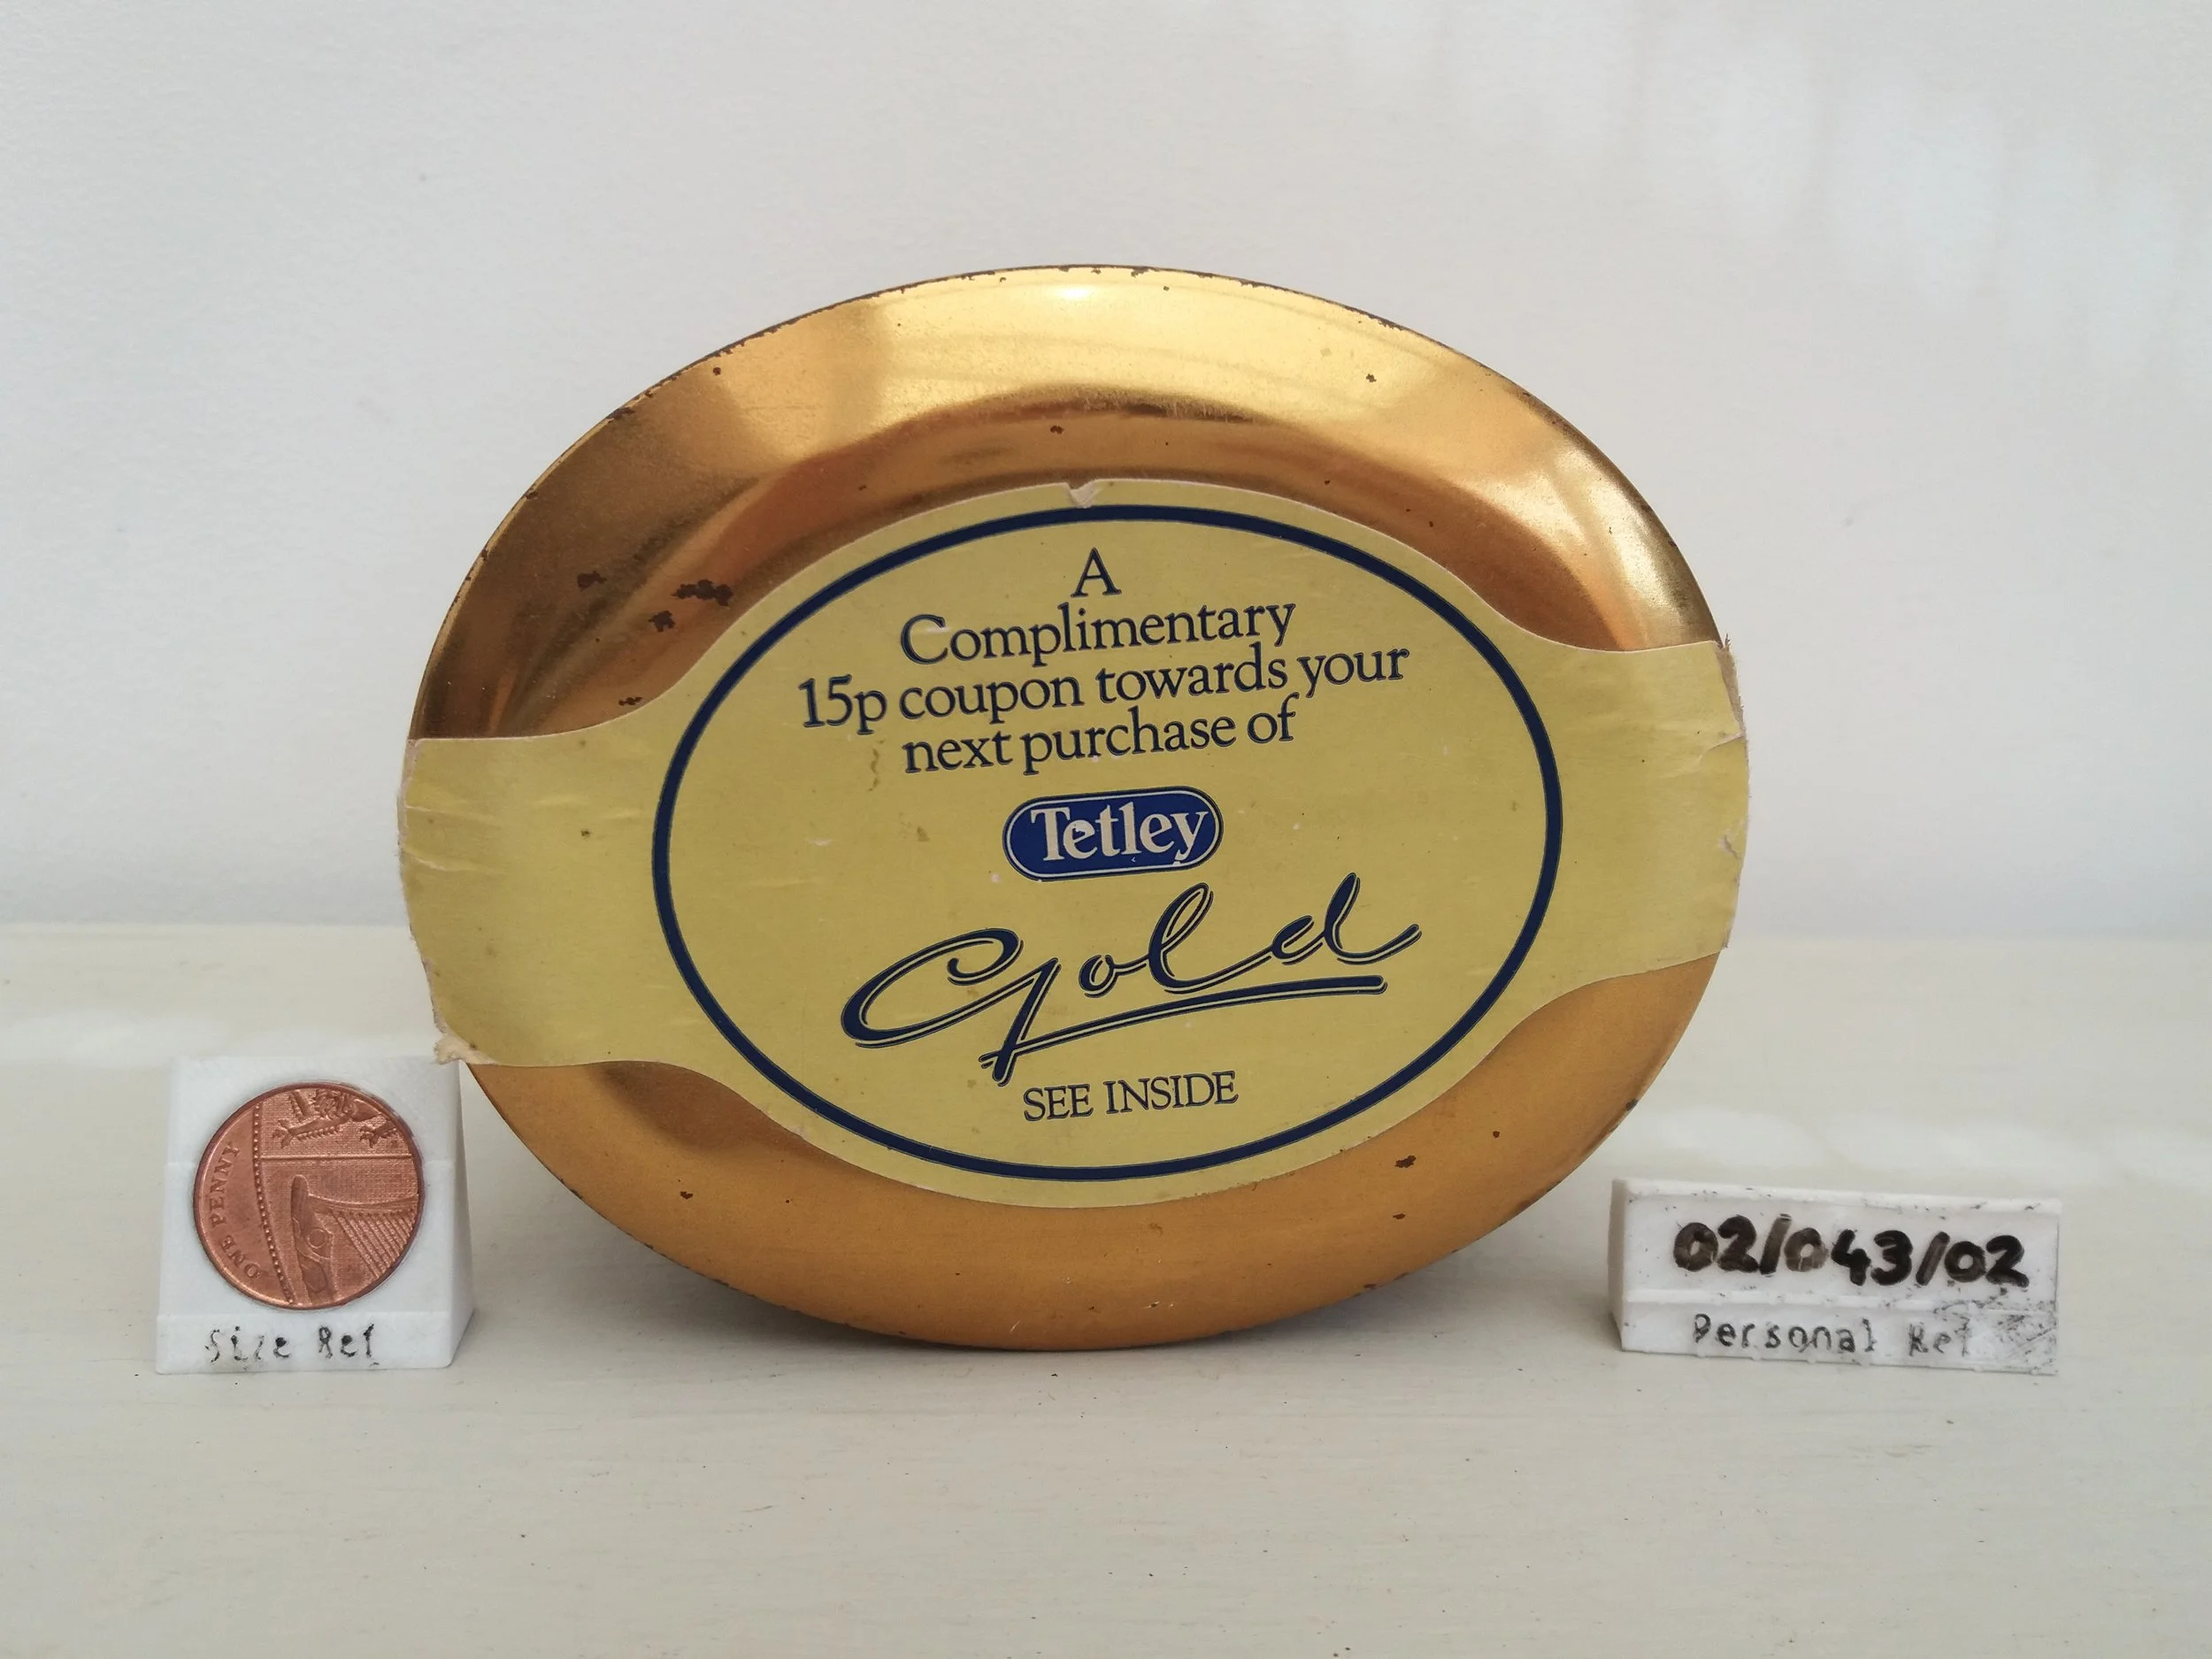 A
Complimentary
15p coupon towards your
next purchase of
Tetley
Gold
SEE INSIDE
ONE PENNY
Size Ref
02/043/02
Personal Ref